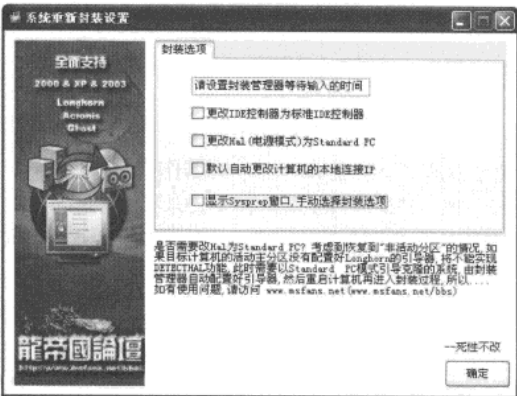 系统重新封装设置
全面支持
2000 & XP & 2003
Longhorn
Acronis
Ghost
龍帝國論壇
http://www.msfans.net/bbs/
封装选项
请设置封装管理器等待输入的时间
更改IDE控制器为标准IDE控制器
更改Hal(电源模式)为Standard PC
默认自动更改计算机的本地连接IP
显示Sysprep窗口,手动选择封装选项
是否需要改Hal为Standard PC? 考虑到恢复到"非活动分区"的情况,如
果目标计算机的活动主分区没有配置好Longhorn的引导器,将不能实现
DETECTHAL功能,此时需要以Standard PC模式引导克隆的系统,由封装
管理器自动配置好引导器,然后重启计算机再进入封装过程,所以....
如有使用问题,请访问 www.msfans.net(www.msfans.net/bbs)
--死性不改
确定